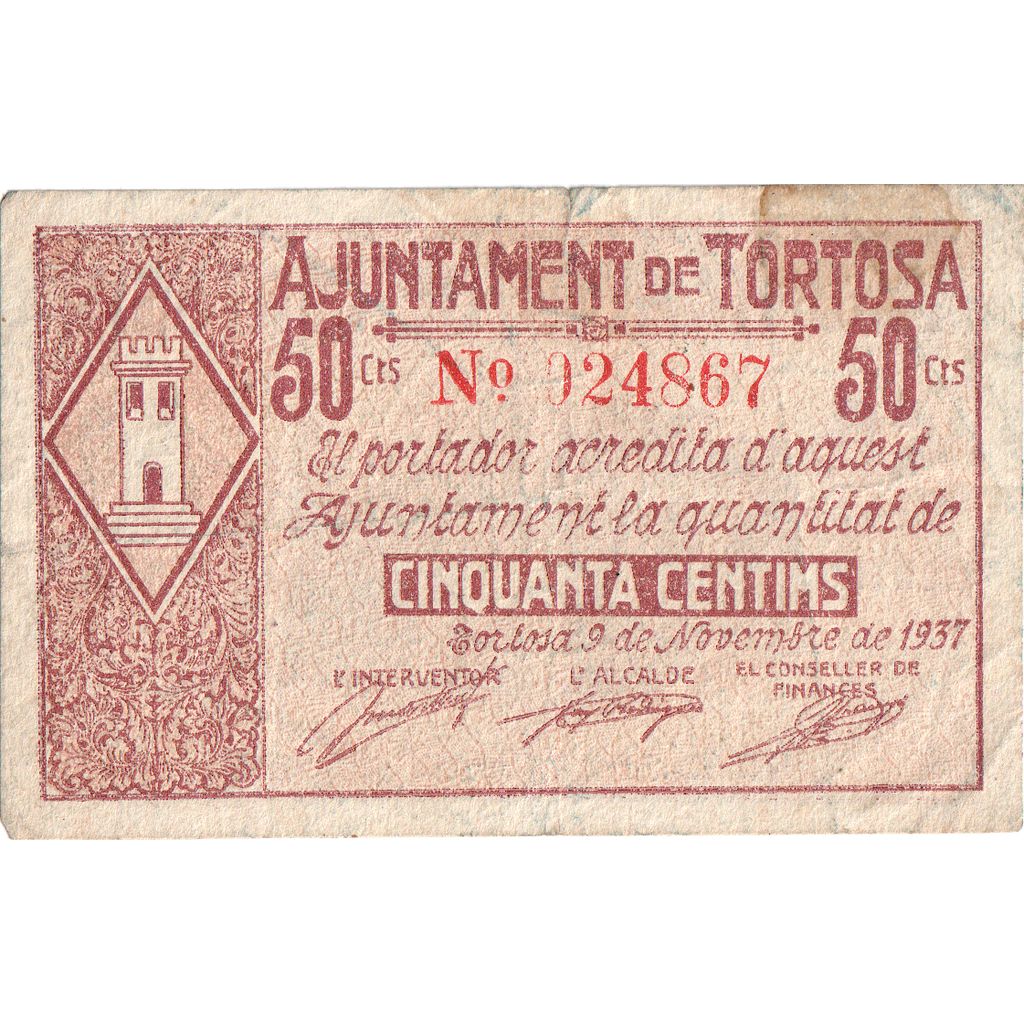 AJUNTAMENT DE TORTOSA
50 Cts
Nº 024867
50 Cts
El portador acredita d'aquest
Ajuntament la quantitat de
CINQUANTA CENTIMS
Tortosa 9 de Novembre de 1937
L'INTERVENTOR
L'ALCALDE
EL CONSELLER DE
FINANCES